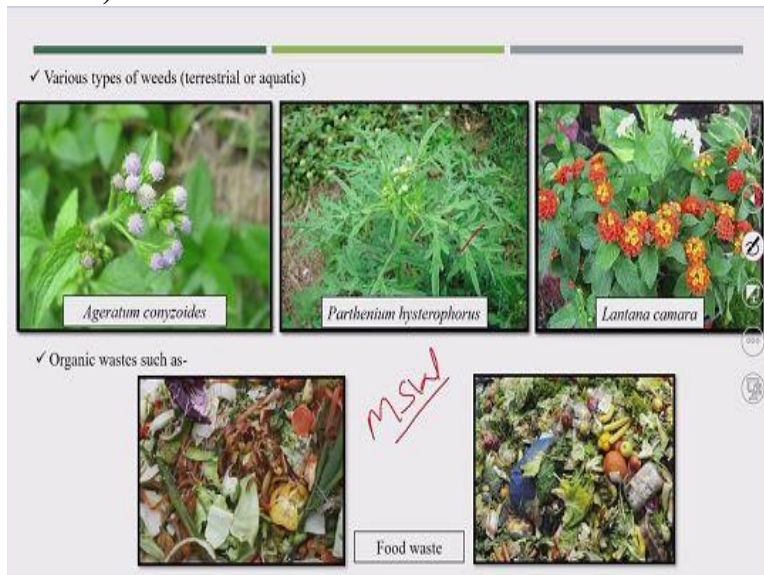 ✓ Various types of weeds (terrestrial or aquatic)
Ageratum conyzoides
Parthenium hysterophorus
Lantana camara
✓ Organic wastes such as-
MSW
Food waste